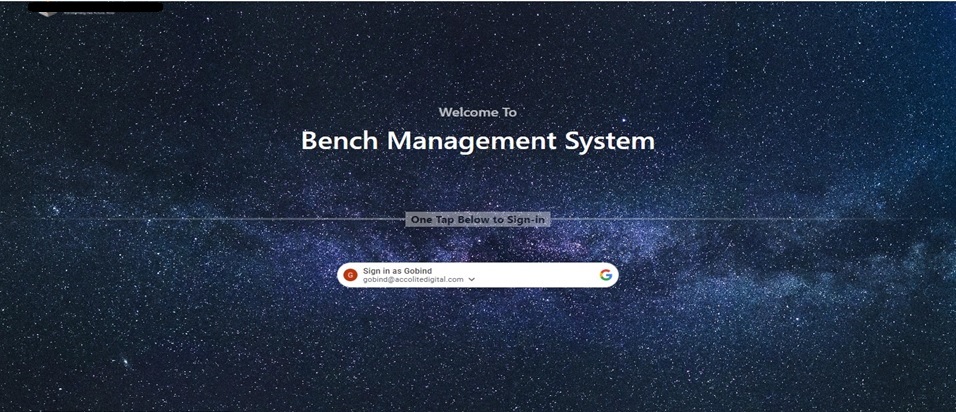 Welcome To
Bench Management System
One Tap Below to Sign-in
G
Sign in as Gobind
gobind@accolitedigital.com